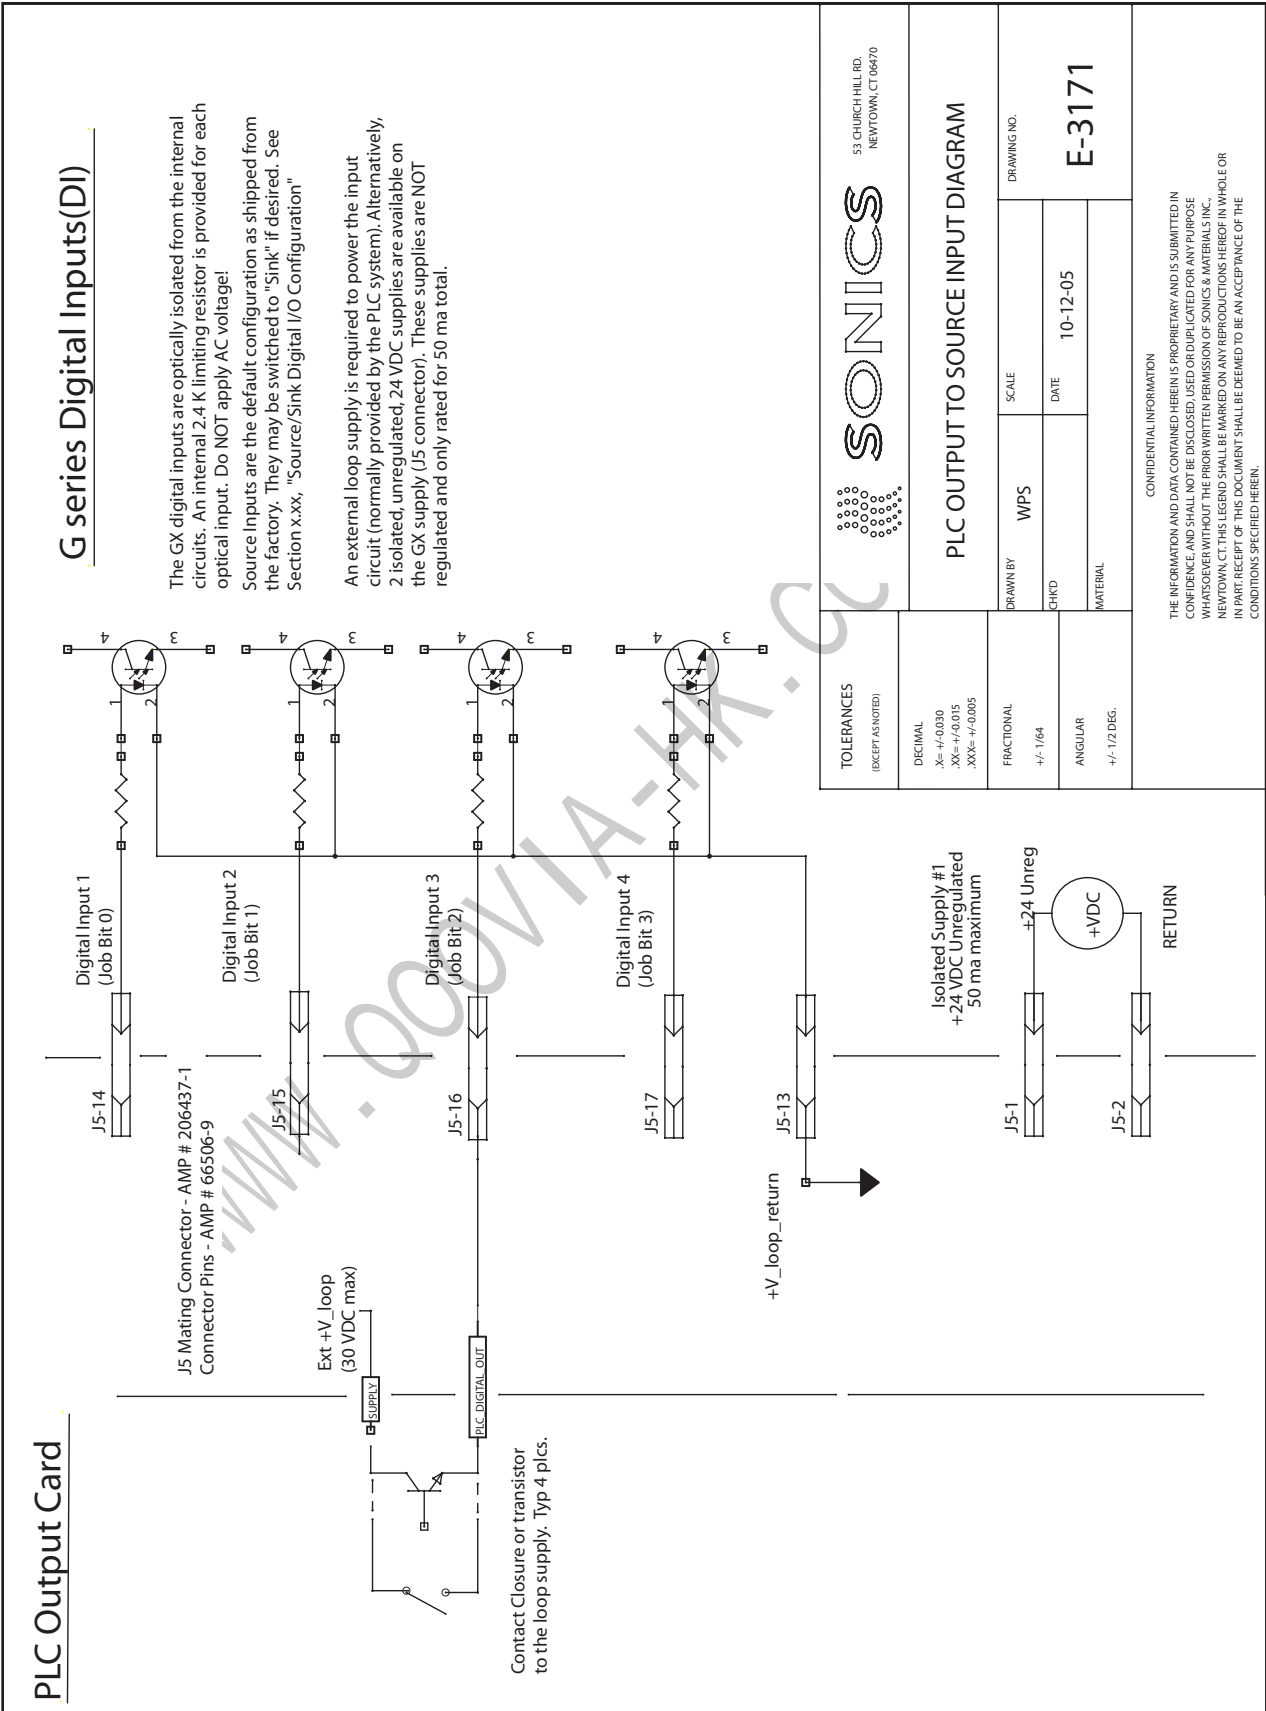 PLC Output Card
G series Digital Inputs(DI)
The GX digital inputs are optically isolated from the internal
circuits. An internal 2.4 K limiting resistor is provided for each
optical input. Do NOT apply AC voltage!
Source Inputs are the default configuration as shipped from
the factory. They may be switched to "Sink" if desired. See
Section x.xx, "Source/Sink Digital I/O Configuration"
An external loop supply is required to power the input
circuit (normally provided by the PLC system). Alternatively,
2 isolated, unregulated, 24 VDC supplies are available on
the GX supply (J5 connector). These supplies are NOT
regulated and only rated for 50 ma total.
J5 Mating Connector - AMP # 206437-1
Connector Pins - AMP # 66506-9
Ext +V_loop
(30 VDC max)
SUPPLY
PLC_DIGITAL_OUT
Contact Closure or transistor
to the loop supply. Typ 4 plcs.
J5-14
Digital Input 1
(Job Bit 0)
1
2
4
3
J5-15
Digital Input 2
(Job Bit 1)
1
2
4
3
J5-16
Digital Input 3
(Job Bit 2)
1
2
4
3
J5-17
Digital Input 4
(Job Bit 3)
1
2
4
3
J5-13
+V_loop_return
Isolated Supply #1
+24 VDC Unregulated
50 ma maximum
J5-1
+24 Unreg
+VDC
J5-2
RETURN
WWW.QOOVIA-HK.CO
TOLERANCES
(EXCEPT AS NOTED)
DECIMAL
.X= +/-0.030
.XX= +/-0.015
.XXX= +/-0.005
FRACTIONAL
+/- 1/64
ANGULAR
+/- 1/2 DEG.
SONICS
53 CHURCH HILL RD.
NEWTOWN, CT 06470
PLC OUTPUT TO SOURCE INPUT DIAGRAM
DRAWN BY
WPS
SCALE
DRAWING NO.
E-3171
CHK'D
DATE
10-12-05
MATERIAL
CONFIDENTIAL INFORMATION
THE INFORMATION AND DATA CONTAINED HEREIN IS PROPRIETARY AND IS SUBMITTED IN
CONFIDENCE, AND SHALL NOT BE DISCLOSED, USED OR DUPLICATED FOR ANY PURPOSE
WHATSOEVER WITHOUT THE PRIOR WRITTEN PERMISSION OF SONICS & MATERIALS INC.,
NEWTOWN, CT. THIS LEGEND SHALL BE MARKED ON ANY REPRODUCTIONS HEREOF IN WHOLE OR
IN PART. RECEIPT OF THIS DOCUMENT SHALL BE DEEMED TO BE AN ACCEPTANCE OF THE
CONDITIONS SPECIFIED HEREIN.